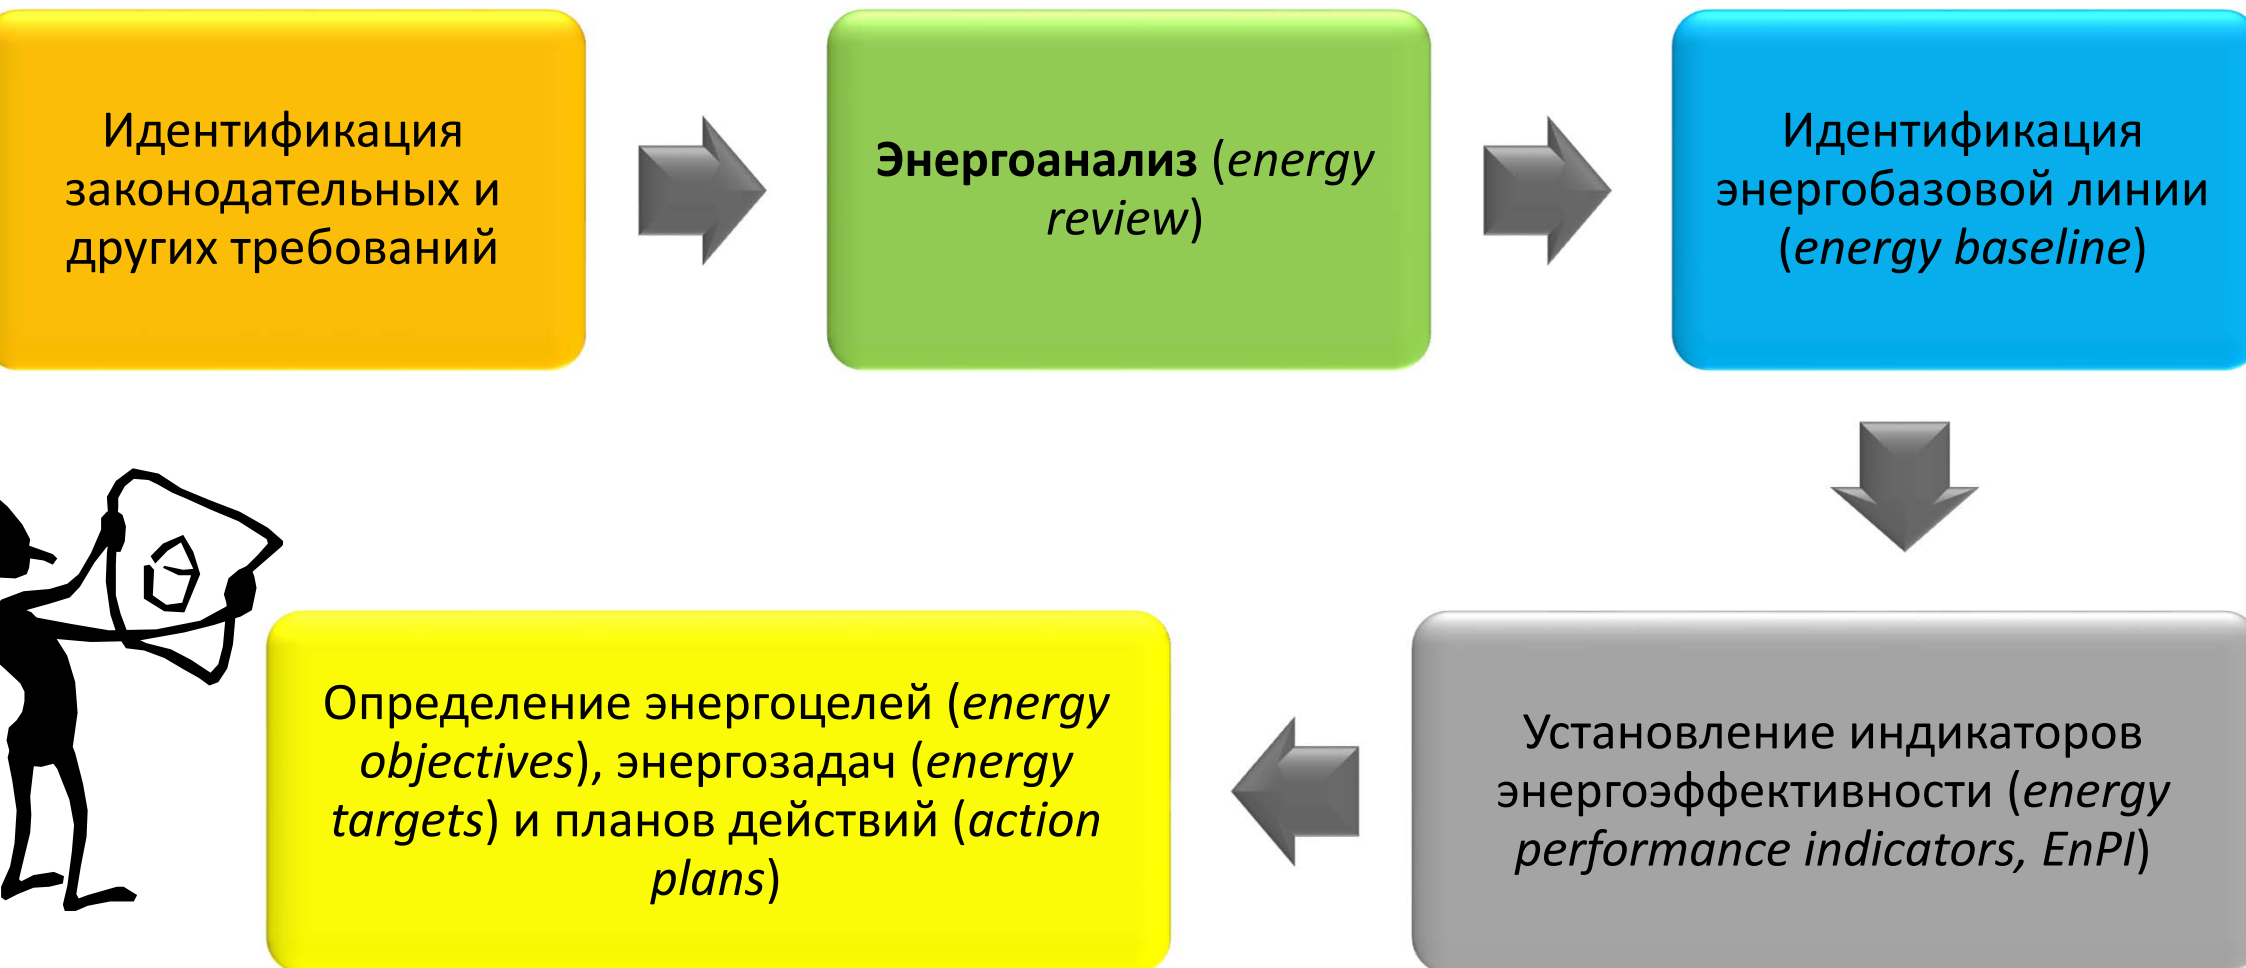 Идентификация
законодательных и
других требований
Энергоанализ (energy
review)
Идентификация
энергобазовой линии
(energy baseline)
Установление индикаторов
энергоэффективности (energy
performance indicators, EnPI)
Определение энергоцелей (energy
objectives), энергозадач (energy
targets) и планов действий (action
plans)